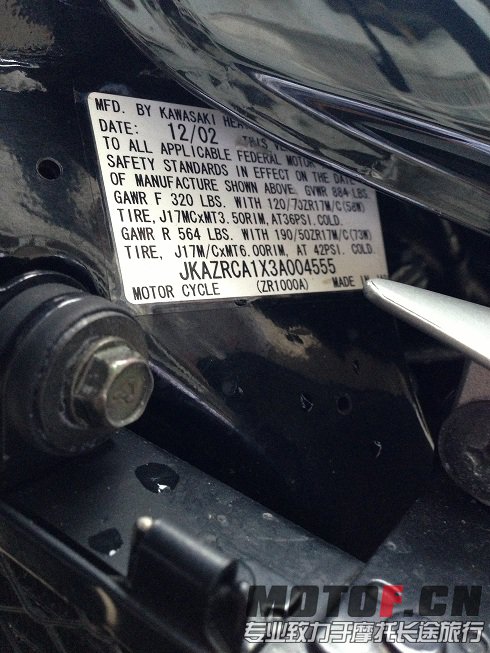 MFD. BY KAWASAKI
DATE: 12/02 THIS
TO ALL APPLICABLE FEDERAL MOTOR
SAFETY STANDARDS IN EFFECT ON THE DATE
OF MANUFACTURE SHOWN ABOVE. GVWR 884 LBS.
GAWR F 320 LBS. WITH 120/70ZR17M/C(58W)
TIRE, J17MCxMT3.50RIM, AT36PSI. COLD.
GAWR R 564 LBS. WITH 190/50ZR17M/C(73W)
TIRE, J17M/CxMT6.00RIM, AT 42PSI. COLD.
JKAZRCA1X3A004555
MOTOR CYCLE (ZR1000A) MADE IN
MOTOF.CN
专业致力于摩托长途旅行